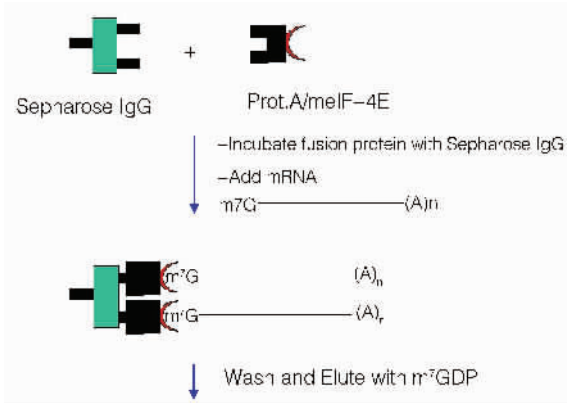 +
Sepharose IgG
Prot.A/meIF-4E
-Incubate fusion protein with Sepharose IgG
-Add mRNA
m7G (A)n
m⁷G (A)ₙ
m⁷G (A)ᵣ
Wash and Elute with m⁷GDP